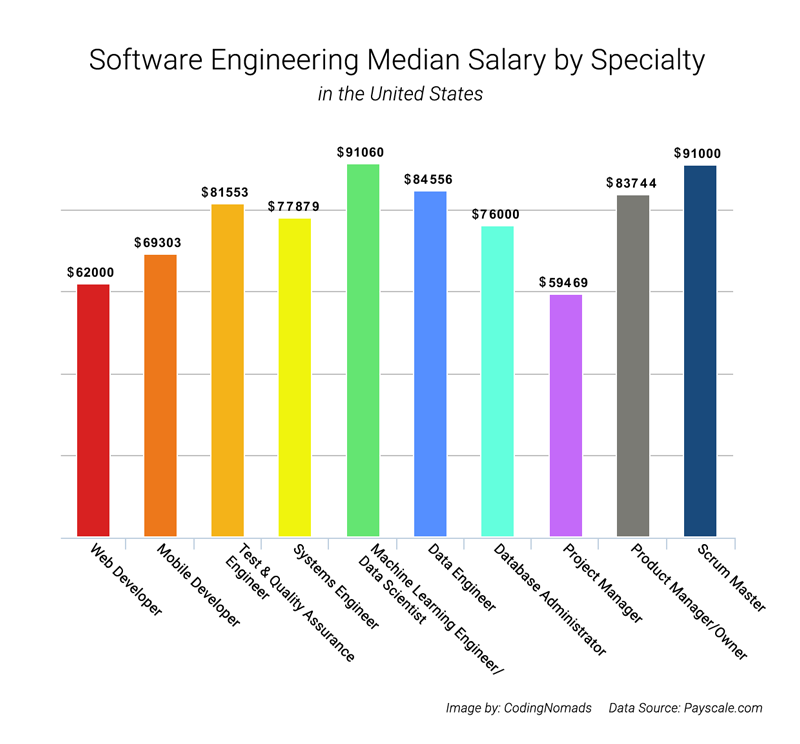 Software Engineering Median Salary by Specialty
in the United States
$62000
$69303
$81553
$77879
$91060
$84556
$76000
$59469
$83744
$91000
Web Developer
Mobile Developer
Test & Quality Assurance
Engineer
Systems Engineer
Machine Learning Engineer/
Data Scientist
Data Engineer
Database Administrator
Project Manager
Product Manager/Owner
Scrum Master
Image by: CodingNomads Data Source: Payscale.com